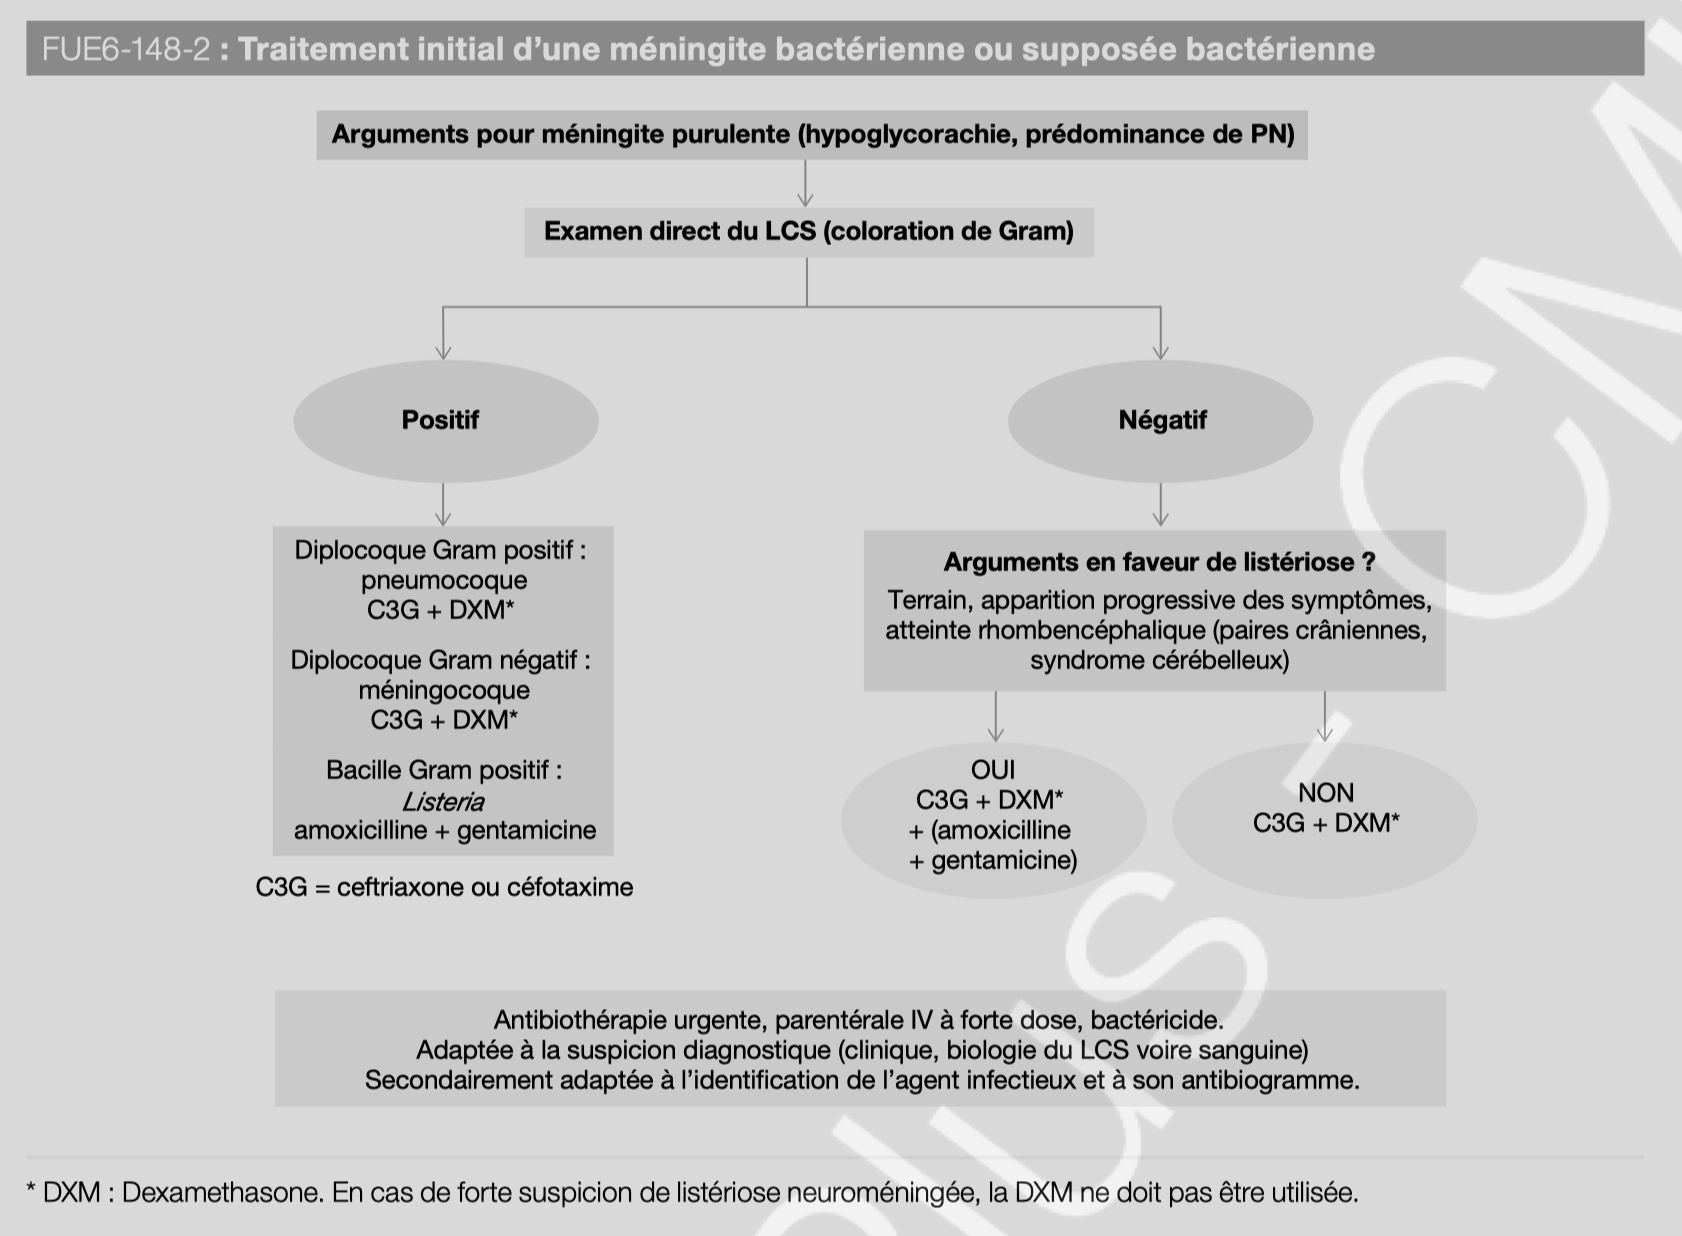 FUE6-148-2 : Traitement initial d’une méningite bactérienne ou supposée bactérienne
Arguments pour méningite purulente (hypoglycorachie, prédominance de PN)
Examen direct du LCS (coloration de Gram)
Positif
Négatif
Diplocoque Gram positif :
pneumocoque
C3G + DXM*
Diplocoque Gram négatif :
méningocoque
C3G + DXM*
Bacille Gram positif :
Listeria
amoxicilline + gentamicine
C3G = ceftriaxone ou céfotaxime
Arguments en faveur de listériose ?
Terrain, apparition progressive des symptômes,
atteinte rhombencéphalique (paires crâniennes,
syndrome cérébelleux)
OUI
C3G + DXM*
+ (amoxicilline
+ gentamicine)
NON
C3G + DXM*
Antibiothérapie urgente, parentérale IV à forte dose, bactéricide.
Adaptée à la suspicion diagnostique (clinique, biologie du LCS voire sanguine)
Secondairement adaptée à l’identification de l’agent infectieux et à son antibiogramme.
* DXM : Dexamethasone. En cas de forte suspicion de listériose neuroméningée, la DXM ne doit pas être utilisée.
plus - CM